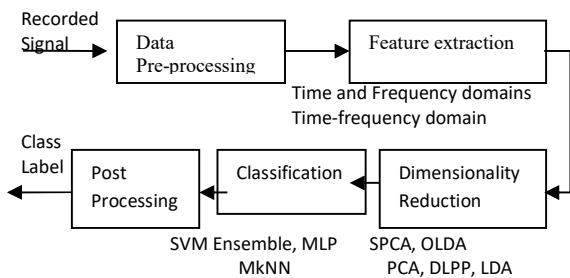 Recorded
Signal
Data
Pre-processing
Feature extraction
Time and Frequency domains
Time-frequency domain
Class
Label
Post
Processing
Classification
Dimensionality
Reduction
SVM Ensemble, MLP
MkNN
SPCA, OLDA
PCA, DLPP, LDA